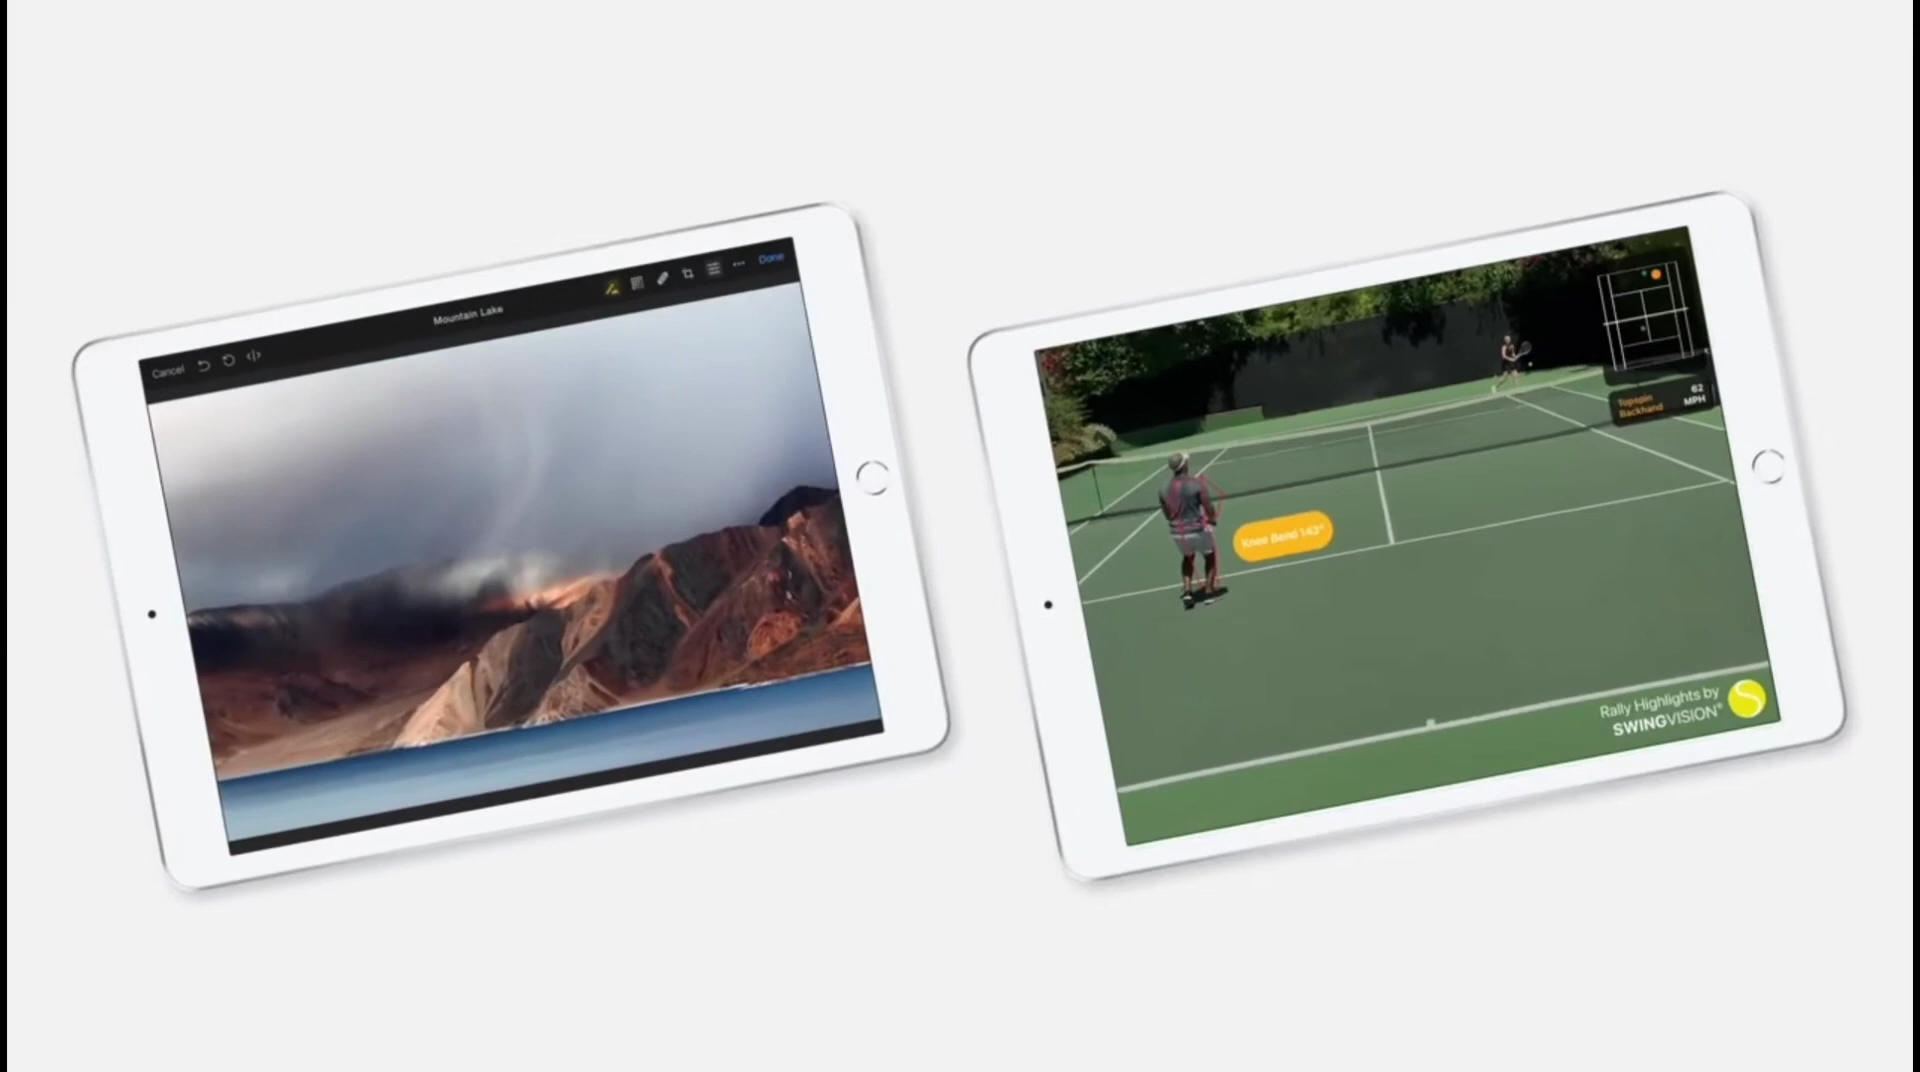 Cancel
Mountain Lake
Done
62
Topspin
MPH
Backhand
Knee Bend 143°
Rally Highlights by
SWINGVISION®